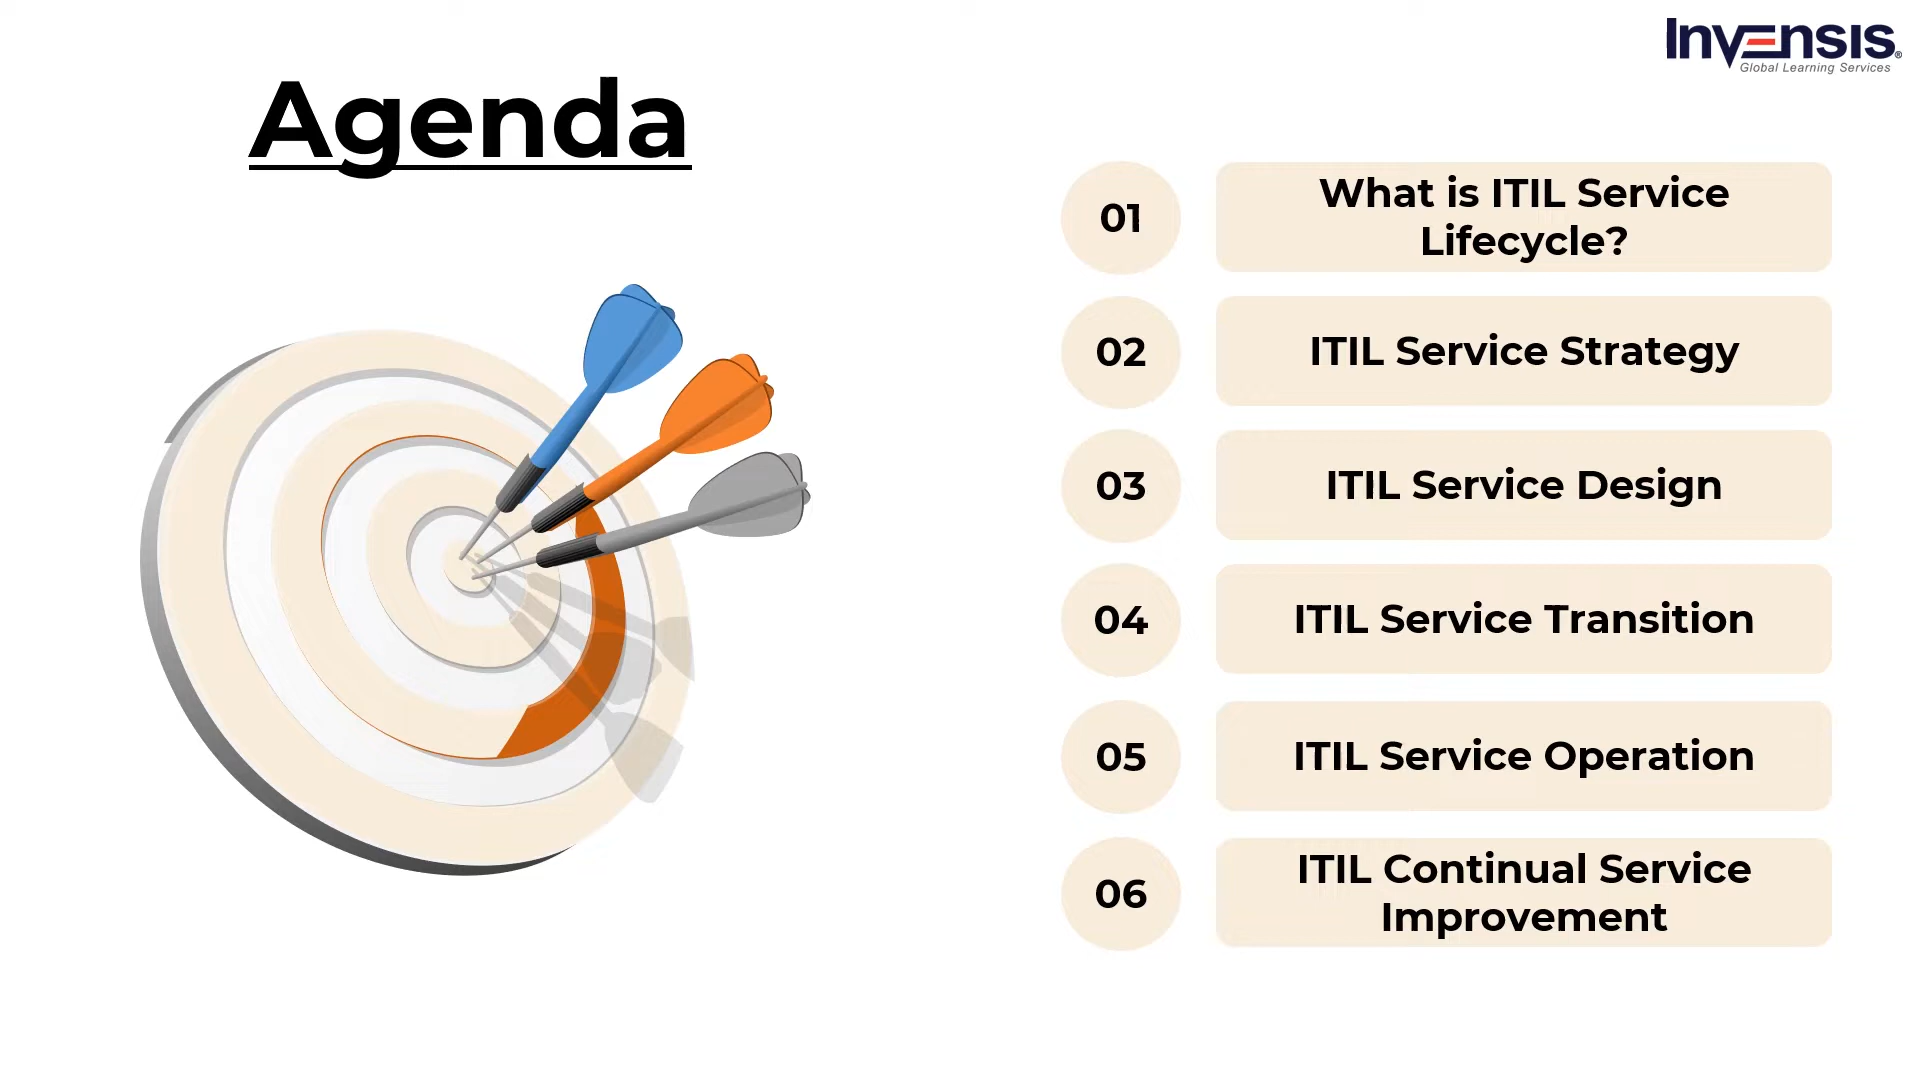 Invensis®
Global Learning Services
Agenda
01
What is ITIL Service
Lifecycle?
02
ITIL Service Strategy
03
ITIL Service Design
04
ITIL Service Transition
05
ITIL Service Operation
06
ITIL Continual Service
Improvement